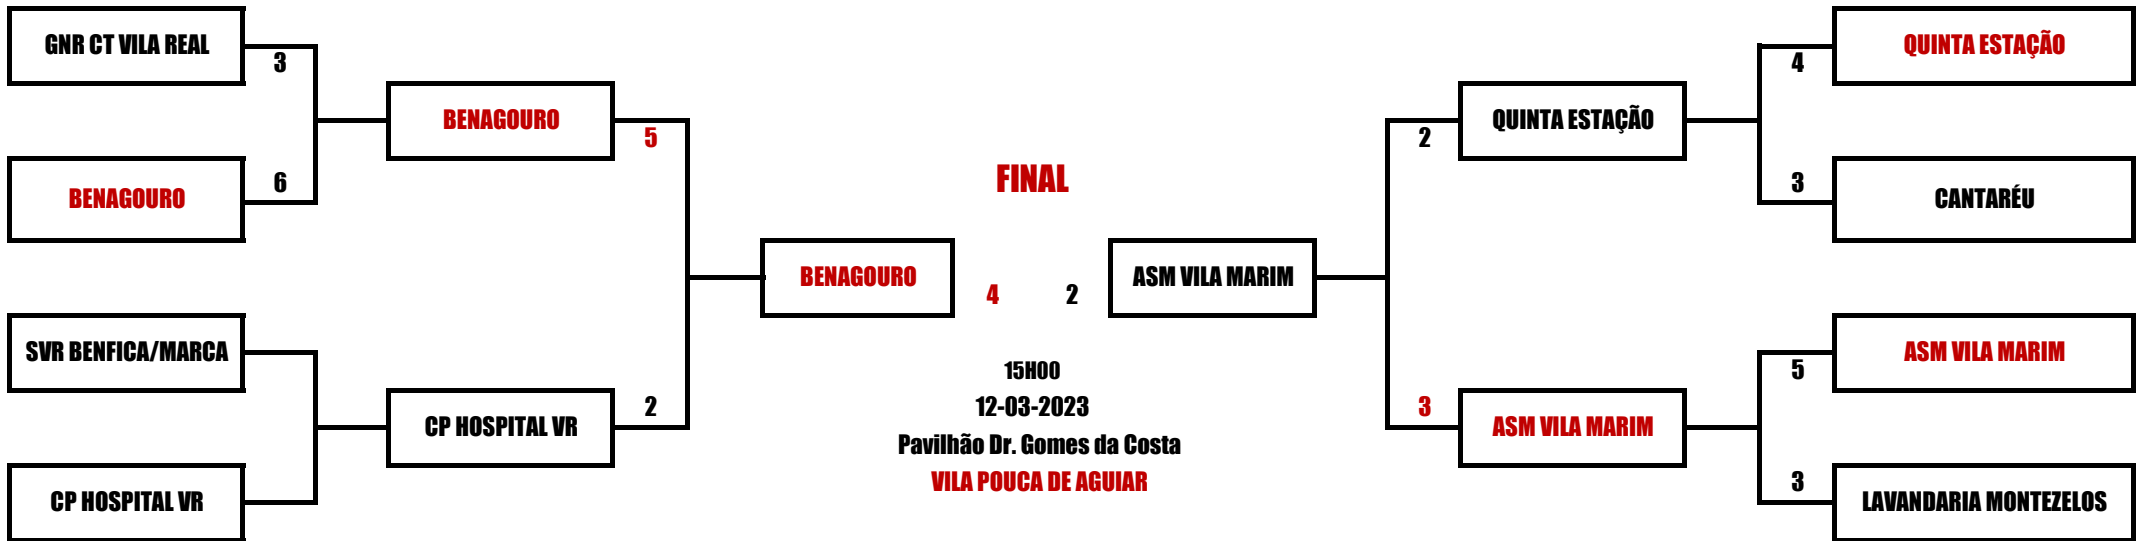 GNR CT VILA REAL
3
BENAGOURO
6
SVR BENFICA/MARCA
CP HOSPITAL VR
BENAGOURO
5
CP HOSPITAL VR
2
BENAGOURO
FINAL
4
2
15H00
12-03-2023
Pavilhão Dr. Gomes da Costa
VILA POUCA DE AGUIAR
ASM VILA MARIM
2
QUINTA ESTAÇÃO
3
ASM VILA MARIM
4
QUINTA ESTAÇÃO
3
CANTARÉU
5
ASM VILA MARIM
3
LAVANDARIA MONTEZELOS